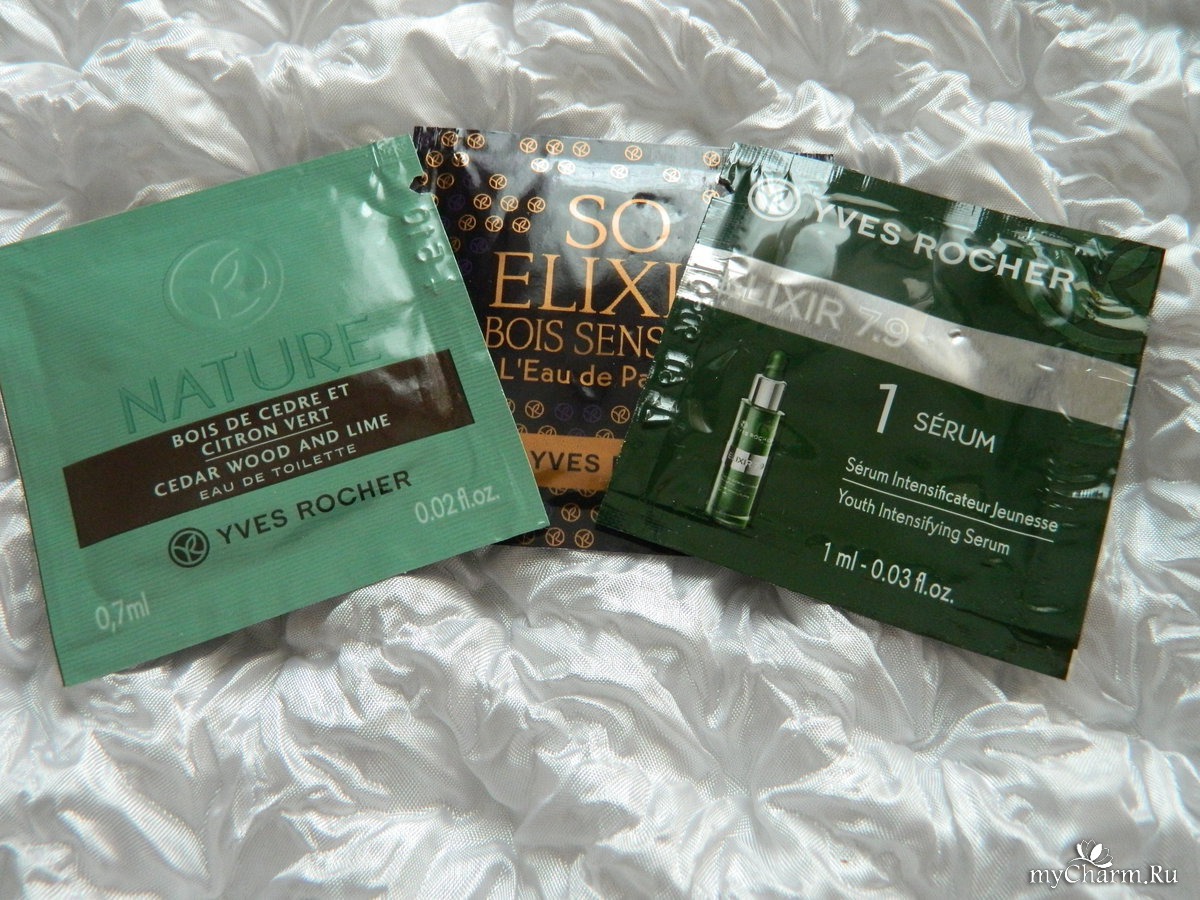 NATURE
BOIS DE CEDRE ET
CITRON VERT
CEDAR WOOD AND LIME
EAU DE TOILETTE
YVES ROCHER
0.02 fl.oz.
0,7ml
SO
ELIXI
BOIS SENS
L'Eau de Pa
YVES
YVES ROCHER
ELIXIR 7.9
1 SÉRUM
Sérum Intensificateur Jeunesse
Youth Intensifying Serum
1 ml - 0.03 fl.oz.
myCharm.Ru